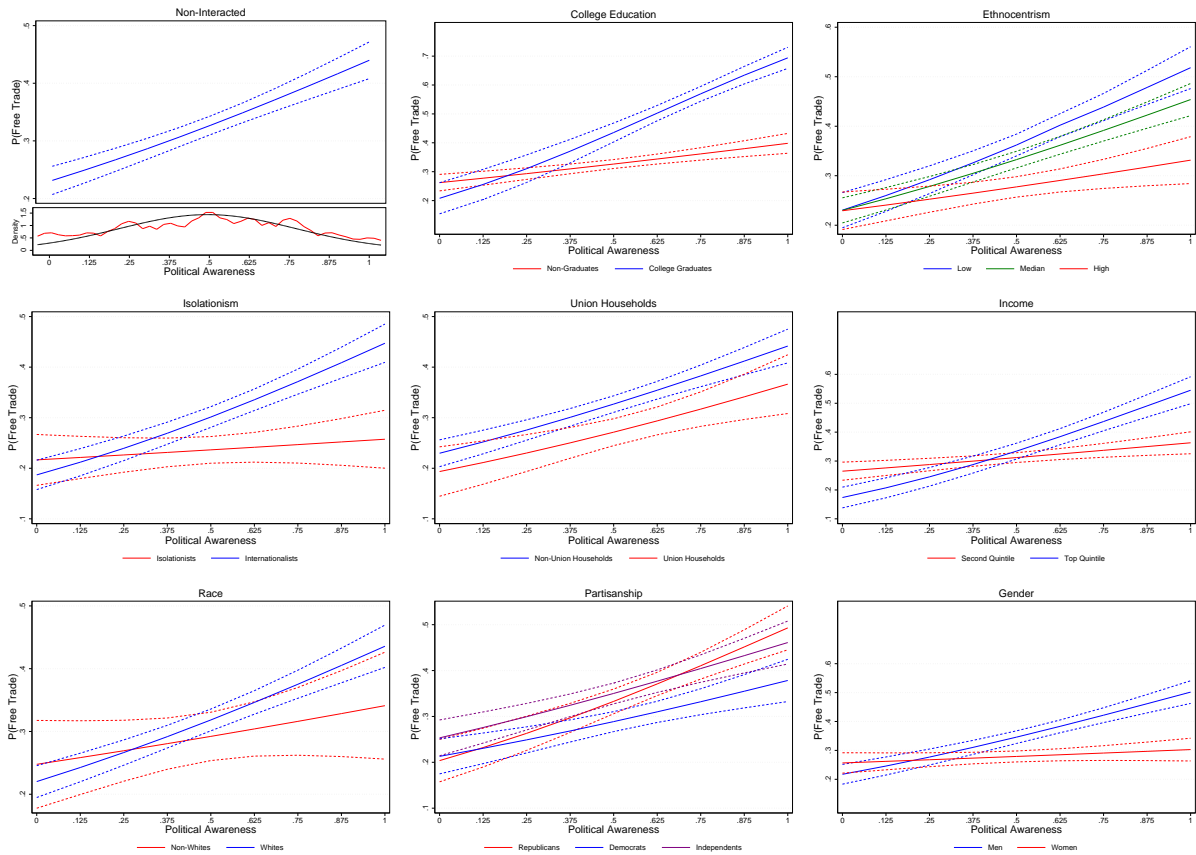 Non-Interacted
P(Free Trade)
.2 .3 .4 .5
Density
0 .5 1 1.5
0 .125 .25 .375 .5 .625 .75 .875 1
Political Awareness
College Education
P(Free Trade)
.2 .3 .4 .5 .6 .7
0 .125 .25 .375 .5 .625 .75 .875 1
Political Awareness
Non-Graduates College Graduates
Ethnocentrism
P(Free Trade)
.2 .3 .4 .5 .6
0 .125 .25 .375 .5 .625 .75 .875 1
Political Awareness
Low Median High
Isolationism
P(Free Trade)
.1 .2 .3 .4 .5
0 .125 .25 .375 .5 .625 .75 .875 1
Political Awareness
Isolationists Internationalists
Union Households
P(Free Trade)
.1 .2 .3 .4 .5
0 .125 .25 .375 .5 .625 .75 .875 1
Political Awareness
Non-Union Households Union Households
Income
P(Free Trade)
.1 .2 .3 .4 .5 .6
0 .125 .25 .375 .5 .625 .75 .875 1
Political Awareness
Second Quintile Top Quintile
Race
P(Free Trade)
.2 .3 .4 .5
0 .125 .25 .375 .5 .625 .75 .875 1
Political Awareness
Non-Whites Whites
Partisanship
P(Free Trade)
.1 .2 .3 .4 .5
0 .125 .25 .375 .5 .625 .75 .875 1
Political Awareness
Republicans Democrats Independents
Gender
P(Free Trade)
.2 .3 .4 .5 .6
0 .125 .25 .375 .5 .625 .75 .875 1
Political Awareness
Men Women